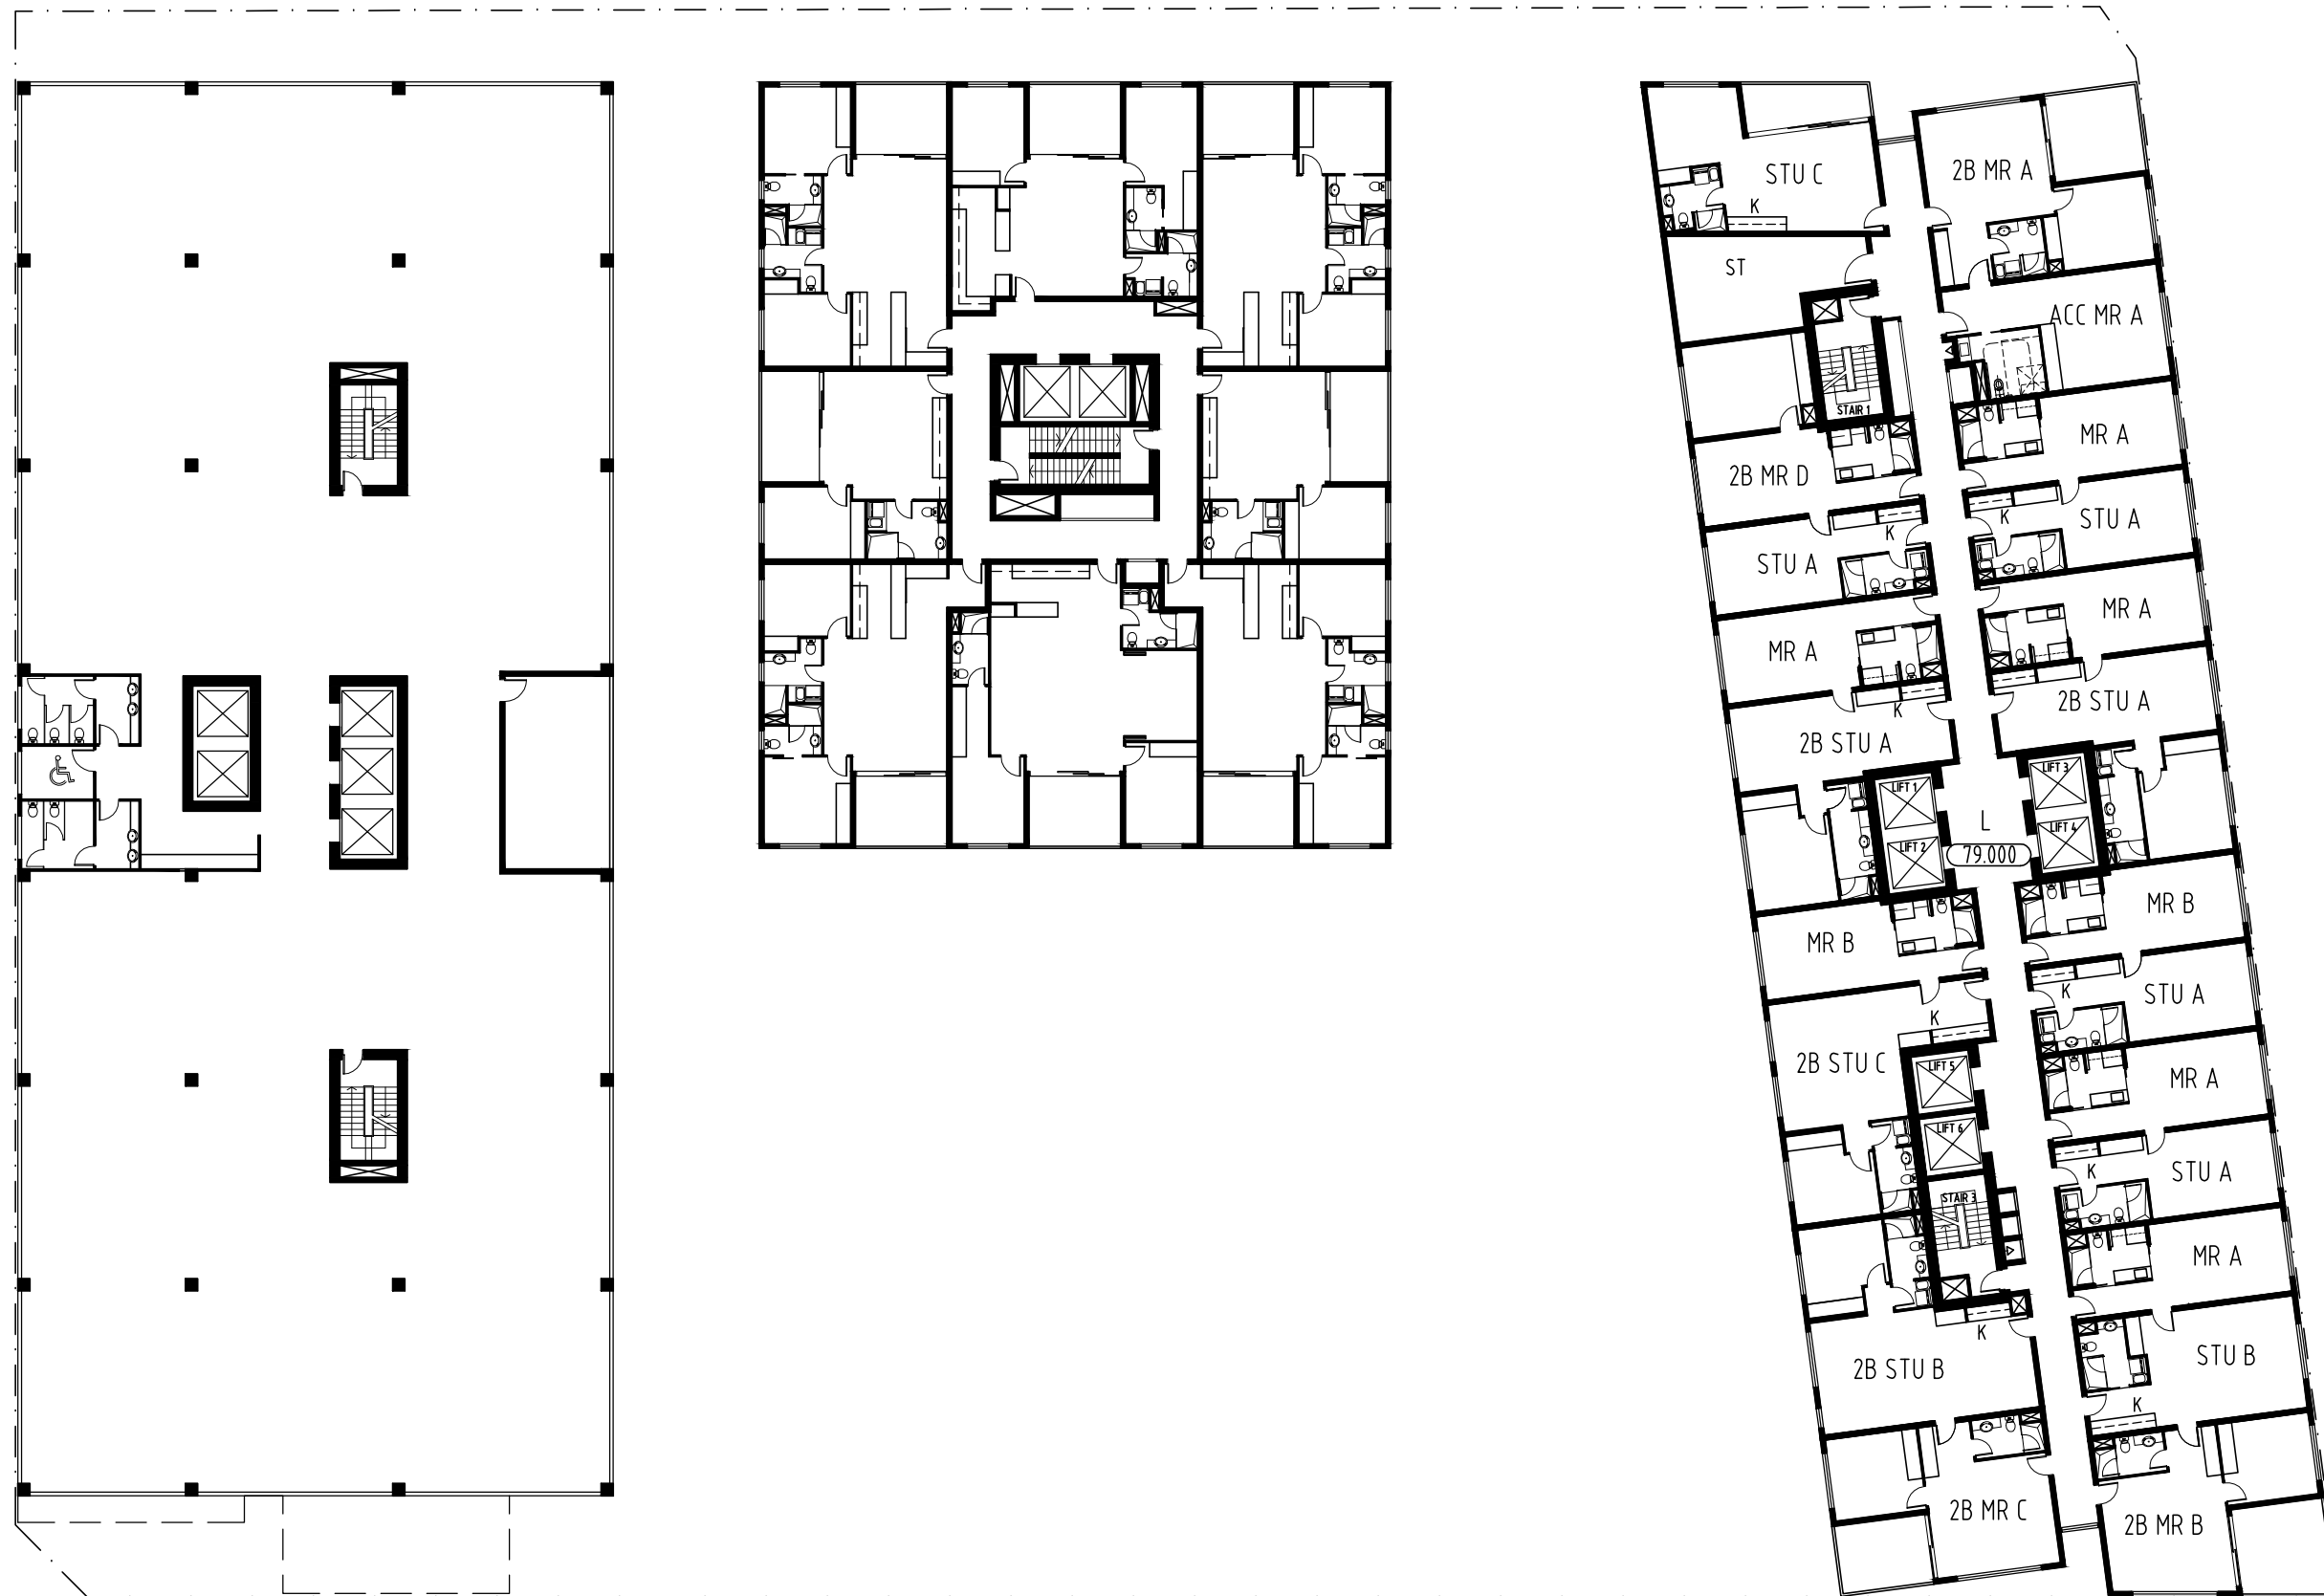 STU C
2B MR A
K
ST
ACC MR A
STAIR 1
MR A
2B MR D
STU A
K
K
STU A
MR A
MR A
2B STU A
K
2B STU A
LIFT 3
LIFT 1
L
LIFT 4
LIFT 2
79.000
MR B
MR B
STU A
K
K
2B STU C
LIFT 5
MR A
LIFT 6
STU A
K
STAIR 3
MR A
K
STU B
2B STU B
K
2B MR C
2B MR B